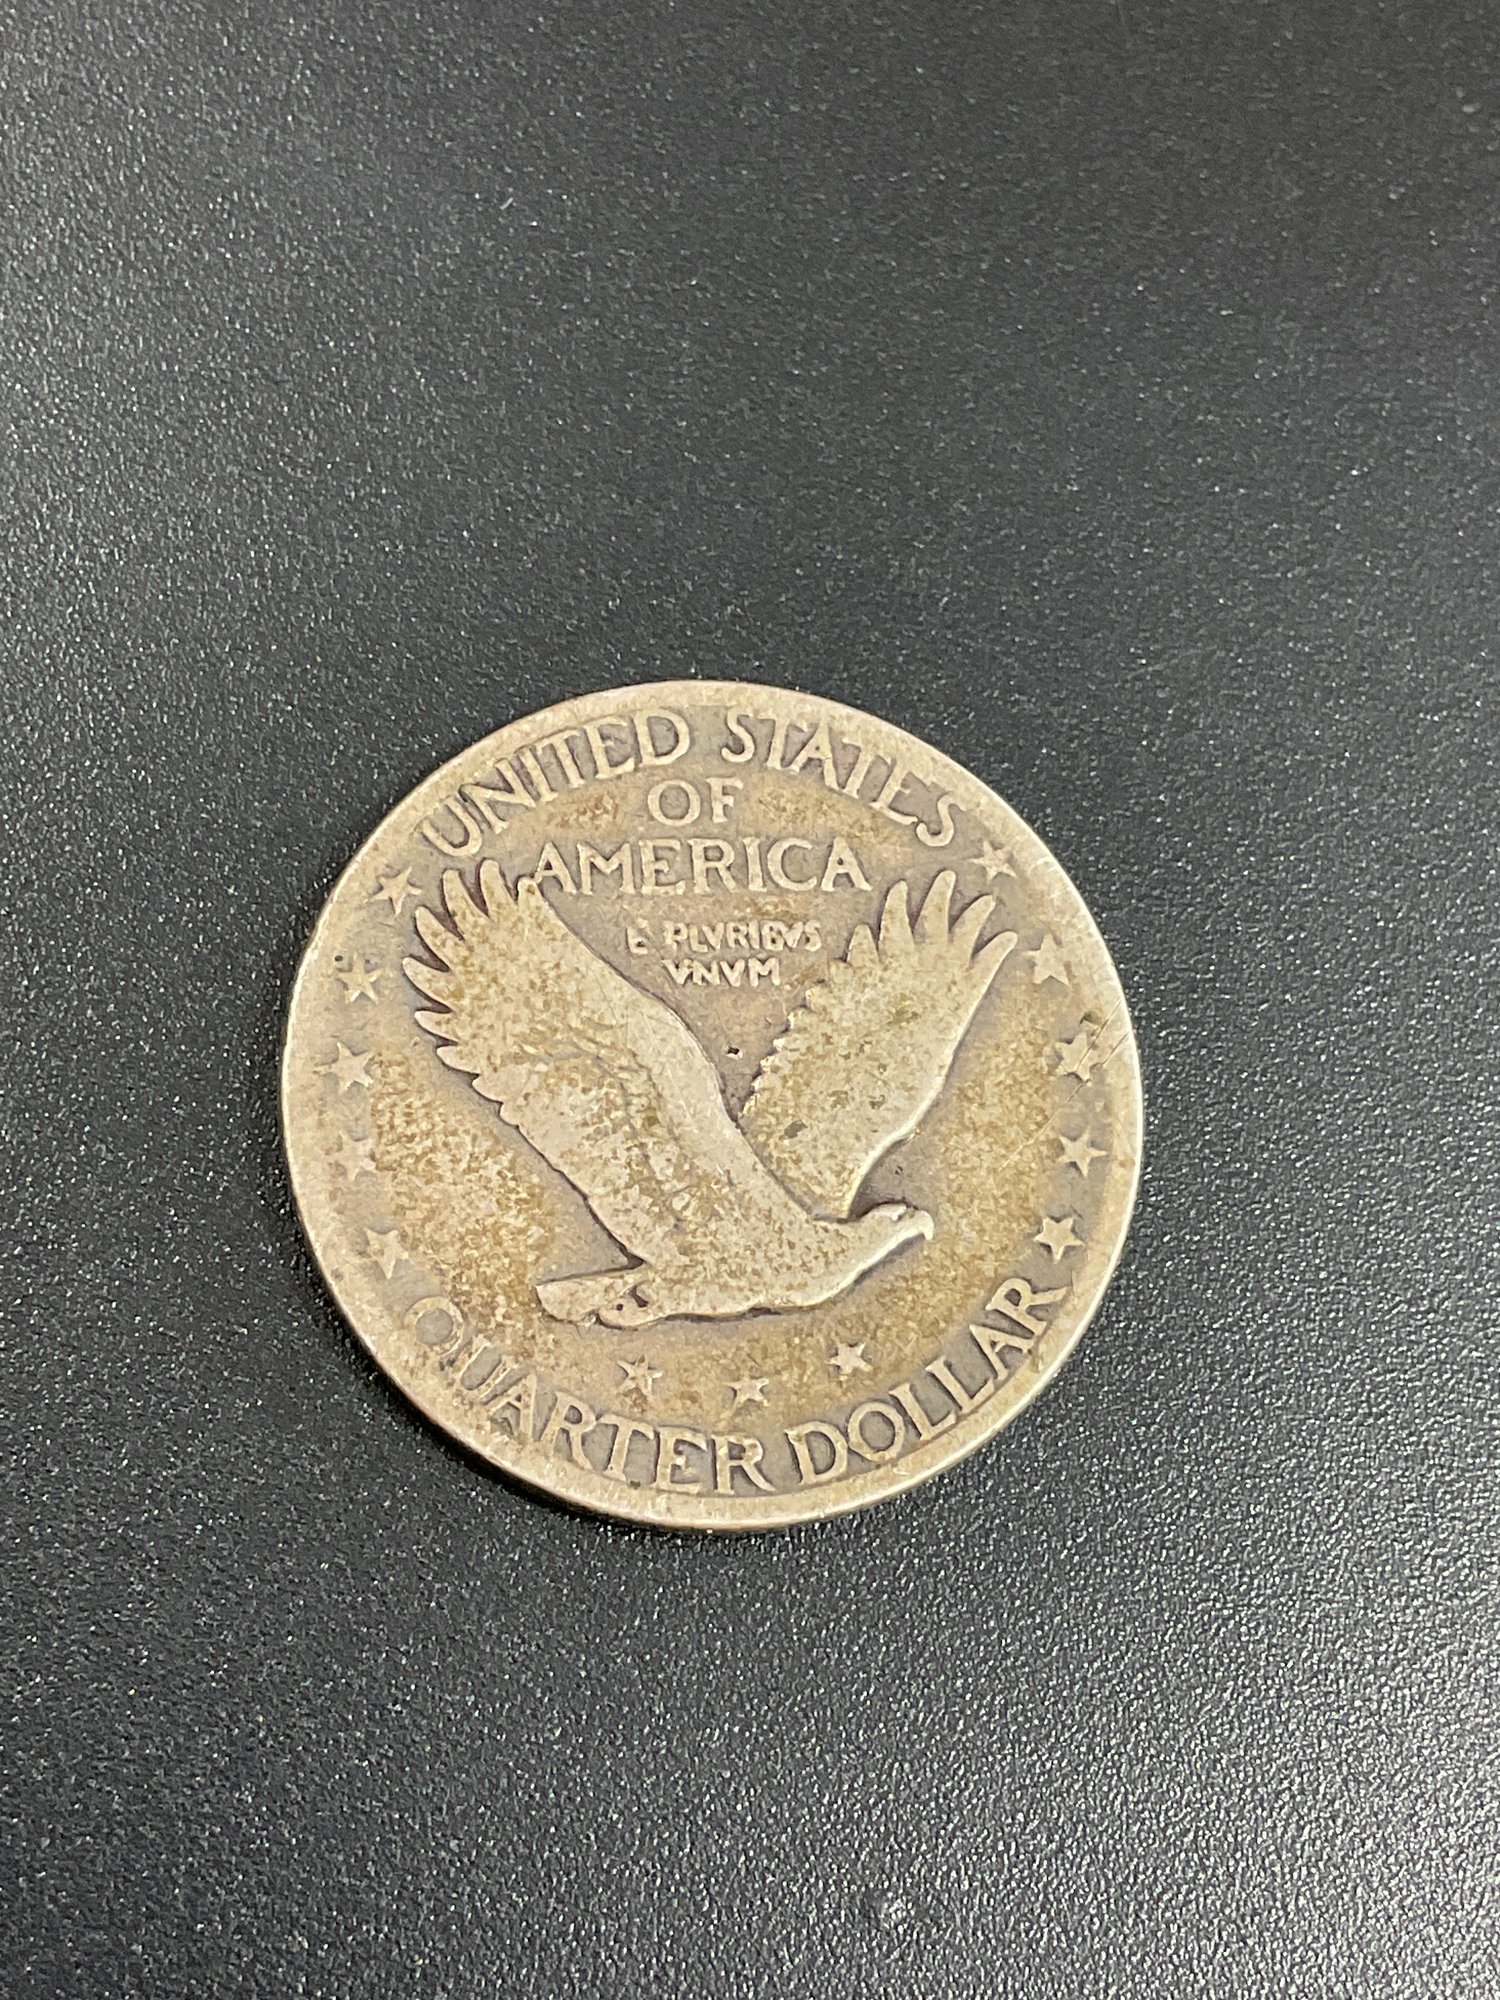 UNITED STATES
OF
AMERICA
E PLVRIBVS
VNVM
QUARTER DOLLAR